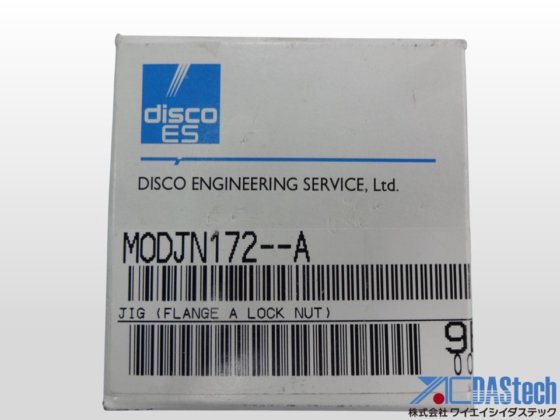 disco
ES
DISCO ENGINEERING SERVICE, Ltd.
MODJN172--A
JIG (FLANGE A LOCK NUT)
DAStech
株式会社 ワイエイシイダステック